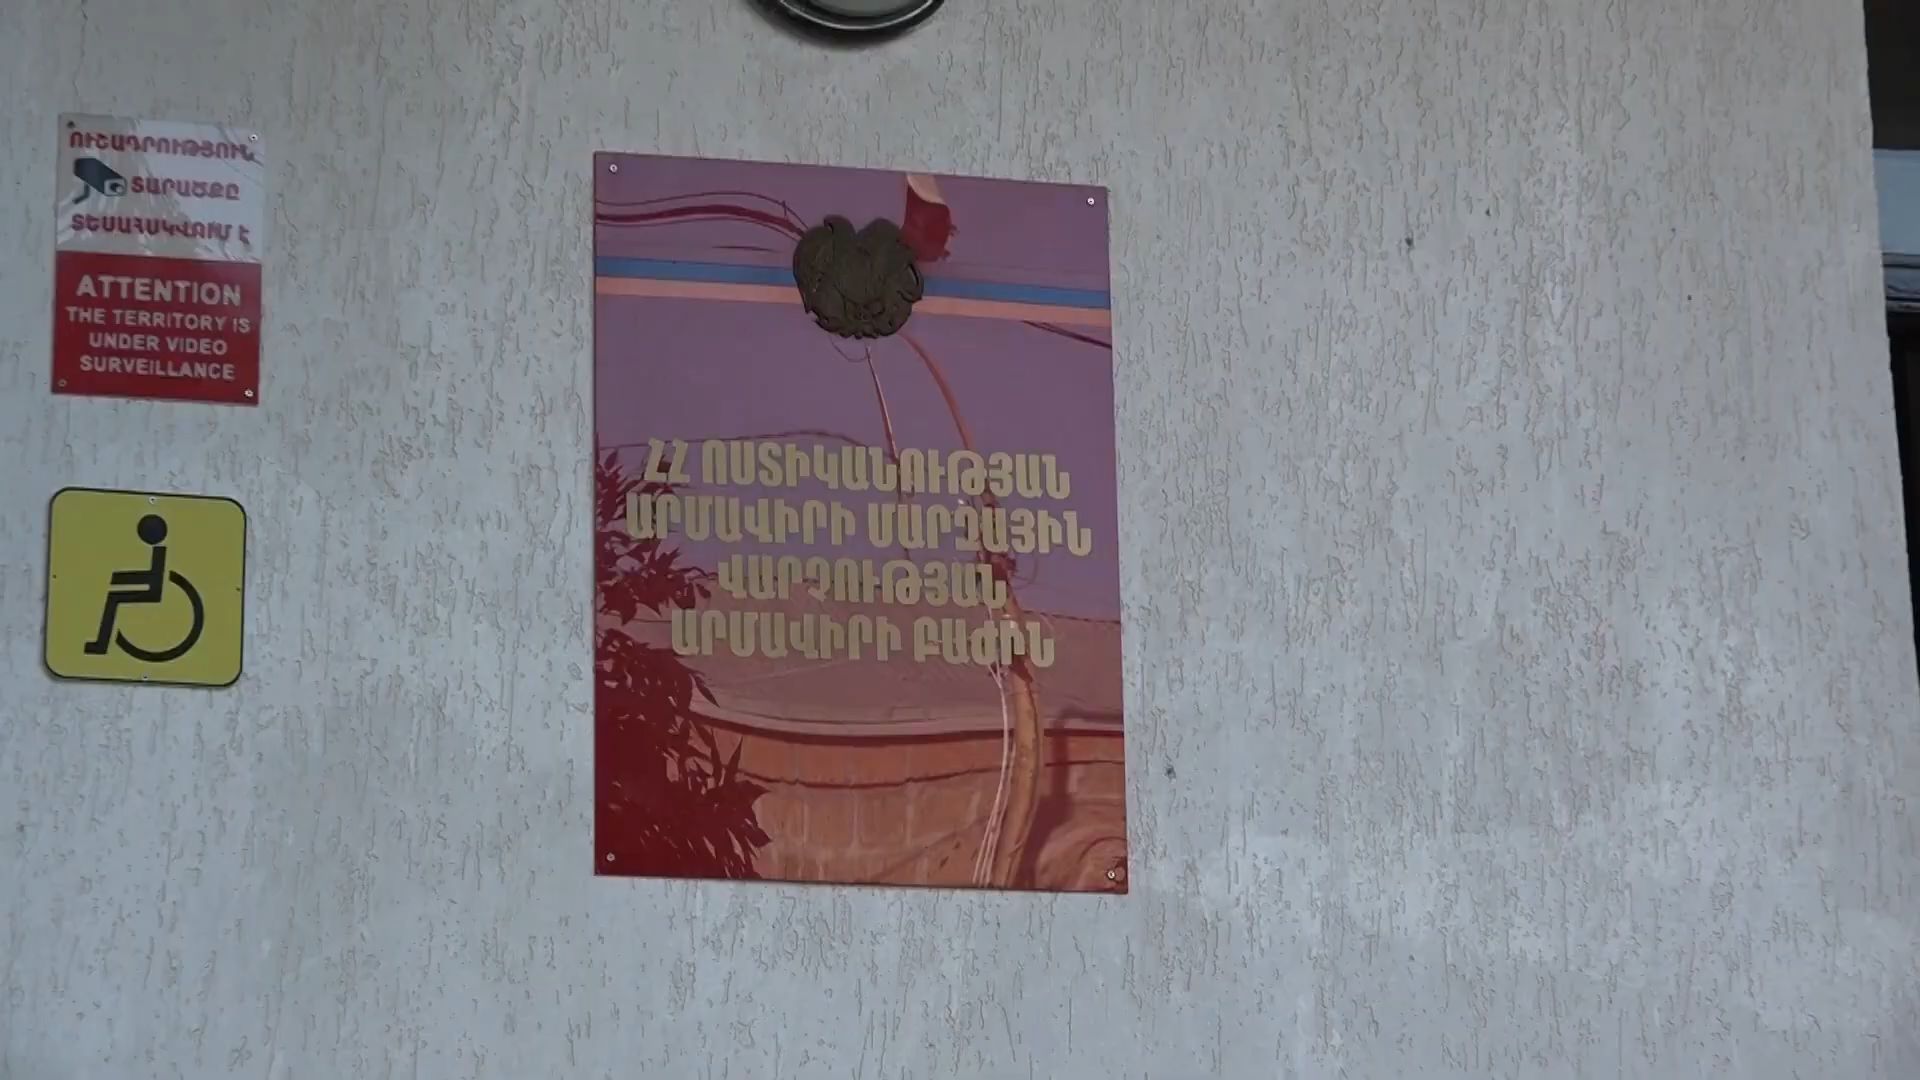 ՈՒՇԱԴՐՈՒԹՅՈՒՆ
ՏԱՐԱԾՔԸ
ՏԵՍԱՀՍԿՎՈՒՄ Է
ATTENTION
THE TERRITORY IS
UNDER VIDEO
SURVEILLANCE
ՀՀ ՈՍՏԻԿԱՆՈՒԹՅԱՆ
ԱՐՄԱՎԻՐԻ ՄԱՐԶԱՅԻՆ
ՎԱՐՉՈՒԹՅԱՆ
ԱՐՄԱՎԻՐԻ ԲԱԺԻՆ